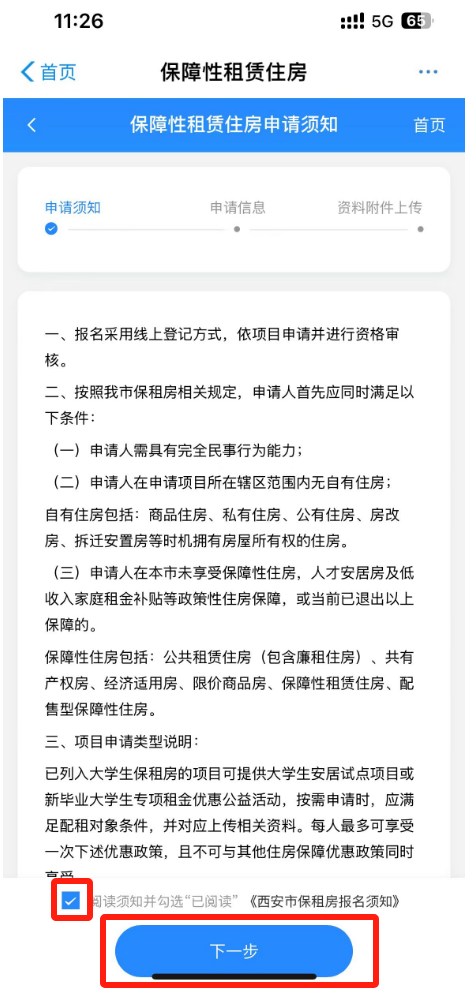 11:26
5G 65
首页 保障性租赁住房 ...
保障性租赁住房申请须知 首页
申请须知 申请信息 资料附件上传
一、报名采用线上登记方式，依项目申请并进行资格审
核。
二、按照我市保租房相关规定，申请人首先应同时满足以
下条件：
（一）申请人需具有完全民事行为能力；
（二）申请人在申请项目所在辖区范围内无自有住房；
自有住房包括：商品住房、私有住房、公有住房、房改
房、拆迁安置房等时机拥有房屋所有权的住房。
（三）申请人在本市未享受保障性住房，人才安居房及低
收入家庭租金补贴等政策性住房保障，或当前已退出以上
保障的。
保障性住房包括：公共租赁住房（包含廉租住房）、共有
产权房、经济适用房、限价商品房、保障性租赁住房、配
售型保障性住房。
三、项目申请类型说明：
已列入大学生保租房的项目可提供大学生安居试点项目或
新毕业大学生专项租金优惠公益活动，按需申请时，应满
足配租对象条件，并对应上传相关资料。每人最多可享受
一次下述优惠政策，且不可与其他住房保障优惠政策同时
享受
阅读须知并勾选“已阅读” 《西安市保租房报名须知》
下一步